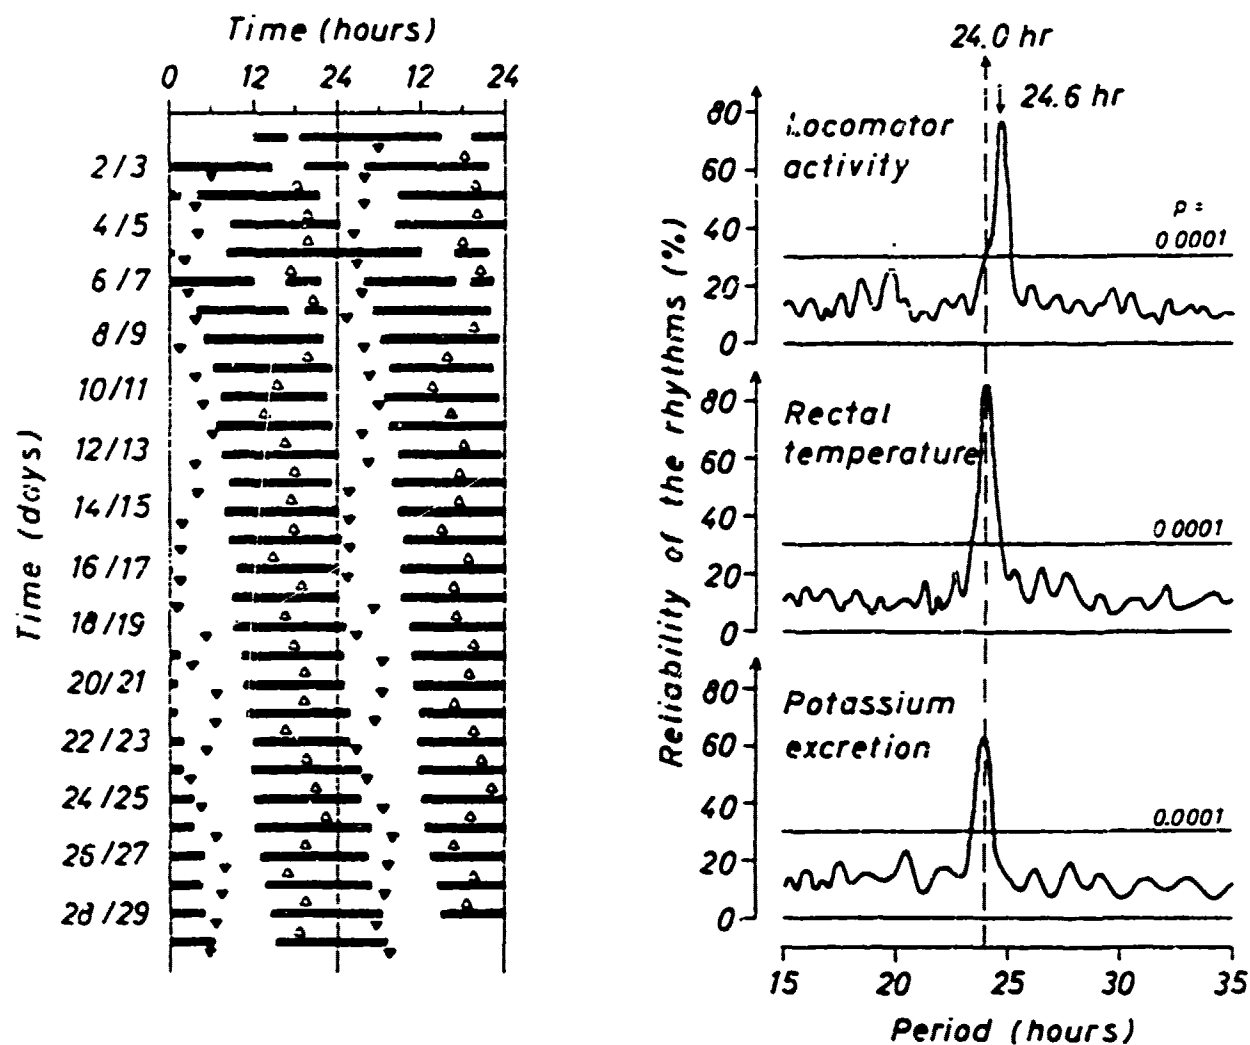 Time (hours)
0 12 24 12 24
2/3
4/5
6/7
8/9
10/11
12/13
14/15
16/17
18/19
20/21
22/23
24/25
26/27
28/29
Time (days)
24.0 hr
24.6 hr
Locomotor
activity
p =
0.0001
80
60
40
20
0
Rectal
temperature
0.0001
80
60
40
20
0
Potassium
excretion
0.0001
80
60
40
20
0
Reliability of the rhythms (%)
15 20 25 30 35
Period (hours)